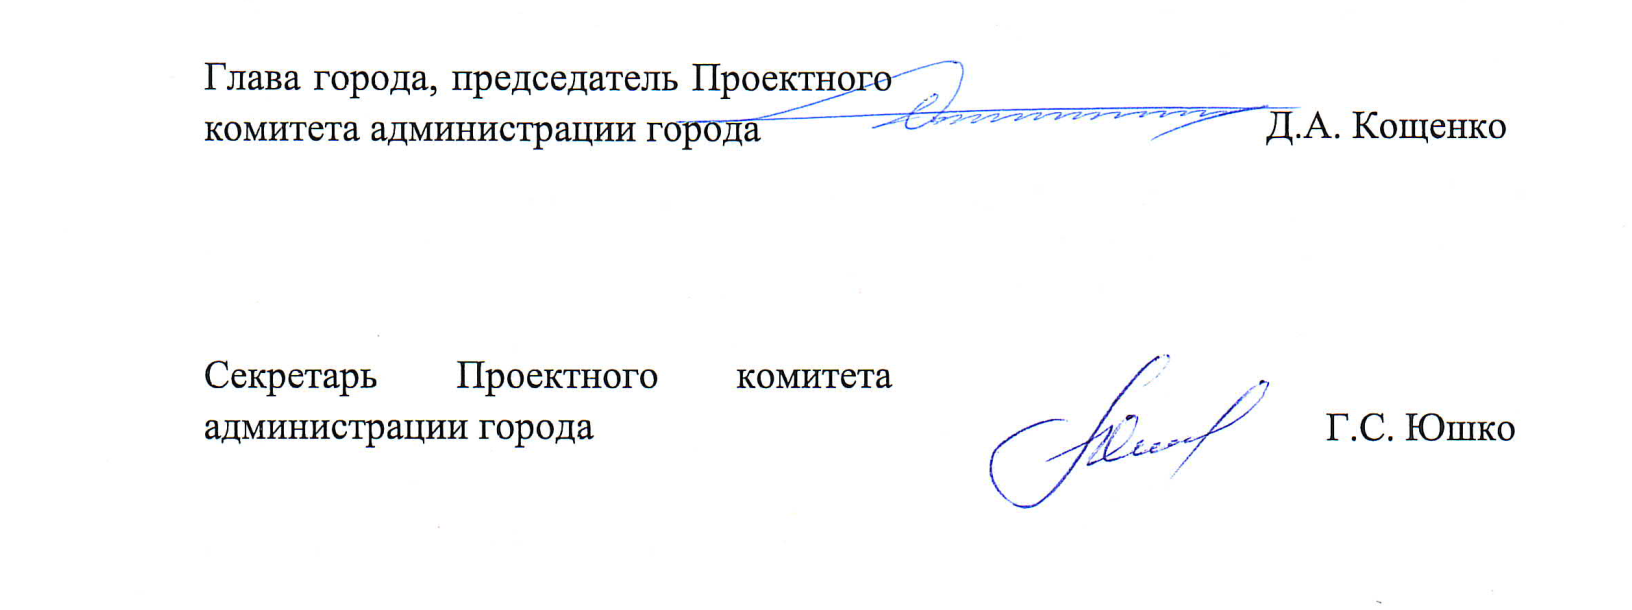 Глава города, председатель Проектного
комитета администрации города Д.А. Кощенко
Секретарь Проектного комитета
администрации города Г.С. Юшко